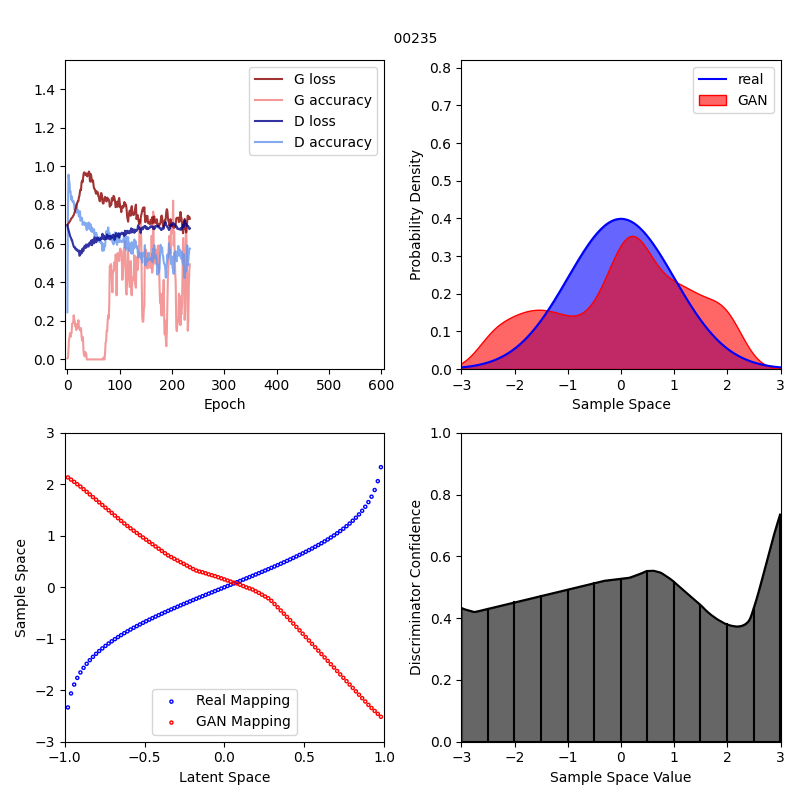 00235
G loss
G accuracy
D loss
D accuracy
1.4
1.2
1.0
0.8
0.6
0.4
0.2
0.0
0 100 200 300 400 500 600
Epoch
real
GAN
Probability Density
0.8
0.7
0.6
0.5
0.4
0.3
0.2
0.1
0.0
−3 −2 −1 0 1 2 3
Sample Space
Sample Space
3
2
1
0
−1
−2
−3
Real Mapping
GAN Mapping
−1.0 −0.5 0.0 0.5 1.0
Latent Space
Discriminator Confidence
1.0
0.8
0.6
0.4
0.2
0.0
−3 −2 −1 0 1 2 3
Sample Space Value